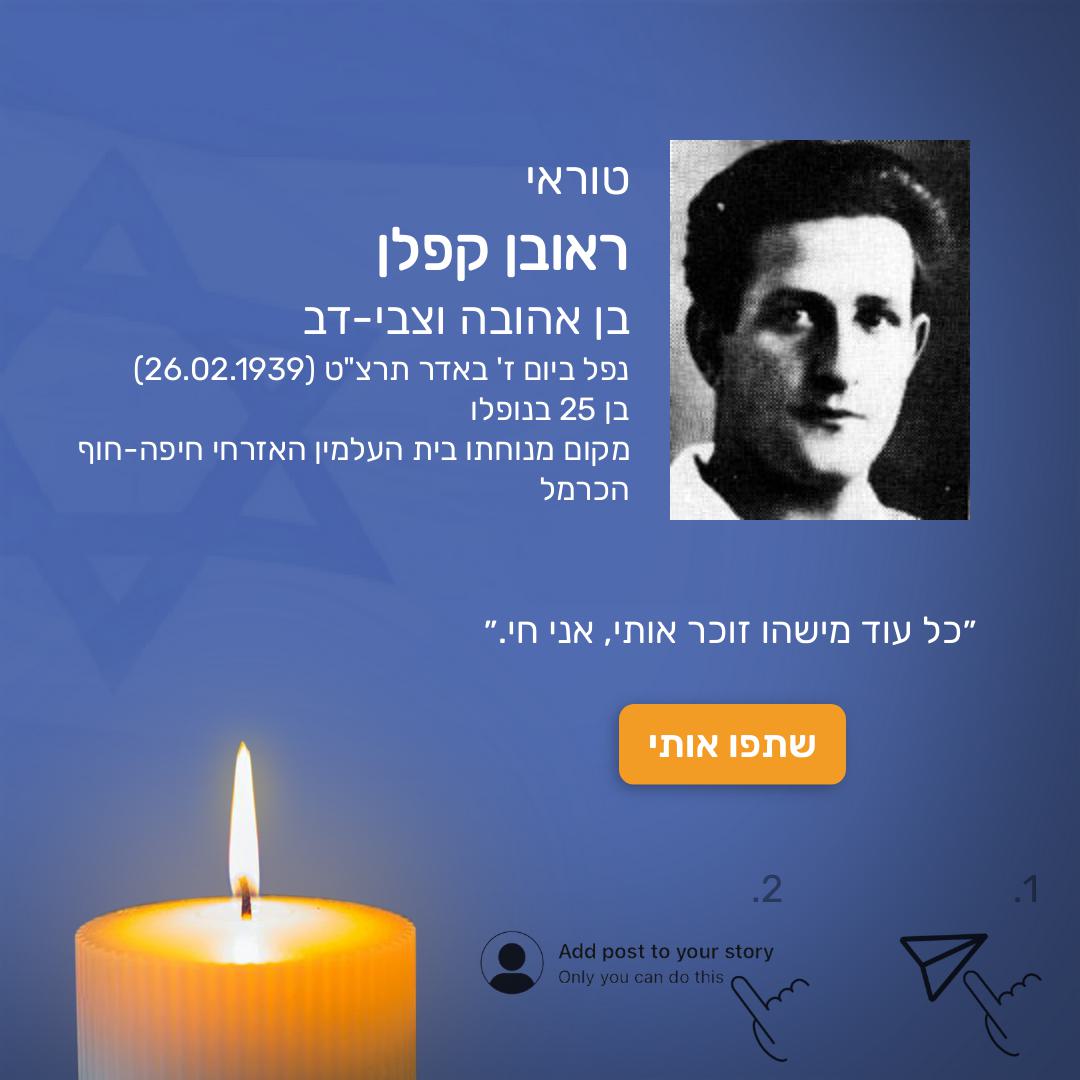 טוראי
ראובן קפלן
בן אהובה וצבי-דב
נפל ביום ז' באדר תרצ"ט (26.02.1939)
בן 25 בנופלו
מקום מנוחתו בית העלמין האזרחי חיפה-חוף
הכרמל
״כל עוד מישהו זוכר אותי, אני חי.״
שתפו אותי
1.
2.
Add post to your story
Only you can do this